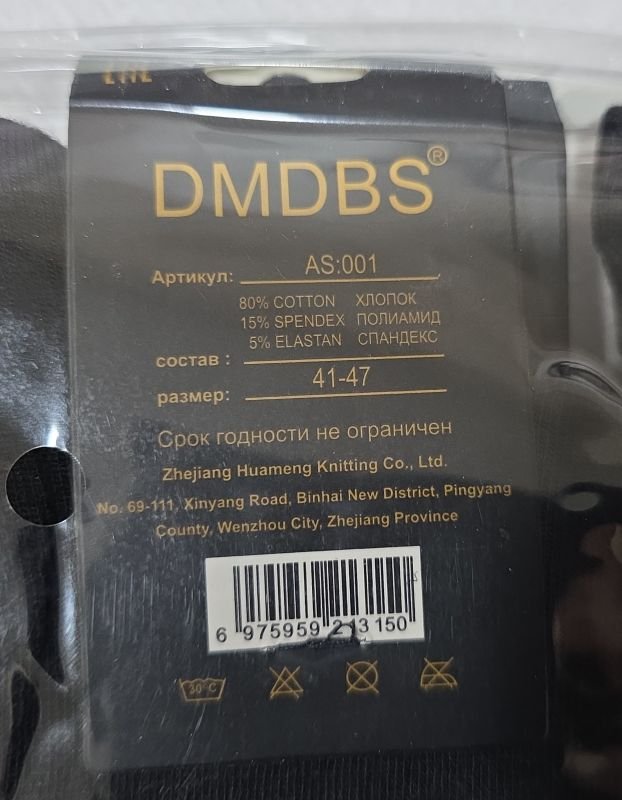 DMDBS®
Артикул: AS:001
80% COTTON ХЛОПОК
15% SPENDEX ПОЛИАМИД
5% ELASTAN СПАНДЕКС
состав :
размер: 41-47
Срок годности не ограничен
Zhejiang Huameng Knitting Co., Ltd.
No. 69-111, Xinyang Road, Binhai New District, Pingyang
County, Wenzhou City, Zhejiang Province
6 975959 213150
30°C